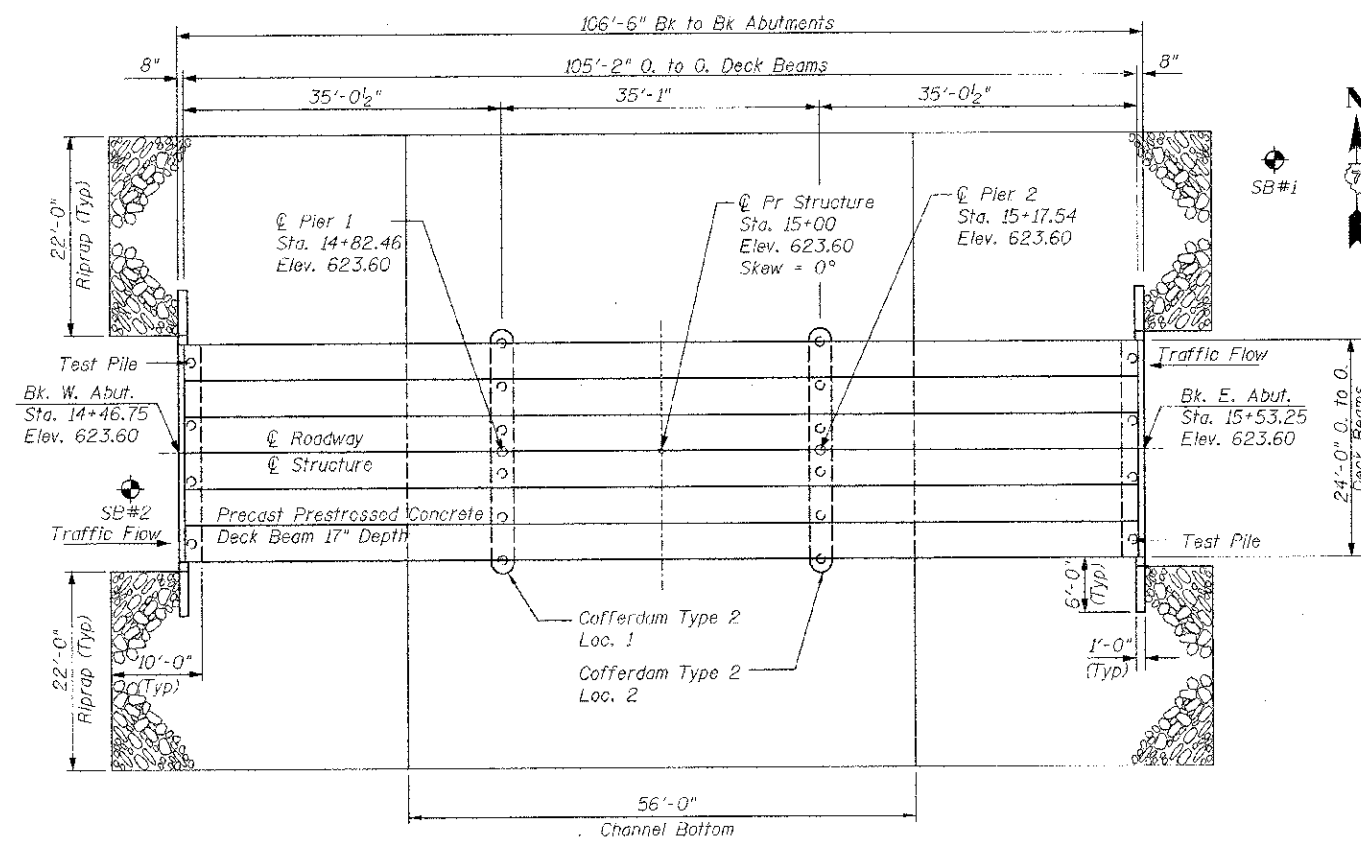 106'-6" Bk to Bk Abutments
8"
105'-2" O. to O. Deck Beams
8"
35'-0½"
35'-1"
35'-0½"
N
SB#1
22'-0"
Riprap (Typ)
℄ Pier 1
Sta. 14+82.46
Elev. 623.60
℄ Pr Structure
Sta. 15+00
Elev. 623.60
Skew = 0°
℄ Pier 2
Sta. 15+17.54
Elev. 623.60
Test Pile
Bk. W. Abut.
Sta. 14+46.75
Elev. 623.60
Traffic Flow
Bk. E. Abut.
Sta. 15+53.25
Elev. 623.60
24'-0" O. to O.
Deck Beams
℄ Roadway
℄ Structure
SB#2
Traffic Flow
Precast Prestressed Concrete
Deck Beam 17" Depth
Test Pile
6'-0"
(Typ)
22'-0"
Riprap (Typ)
10'-0"
(Typ)
Cofferdam Type 2
Loc. 1
Cofferdam Type 2
Loc. 2
1'-0"
(Typ)
56'-0"
Channel Bottom